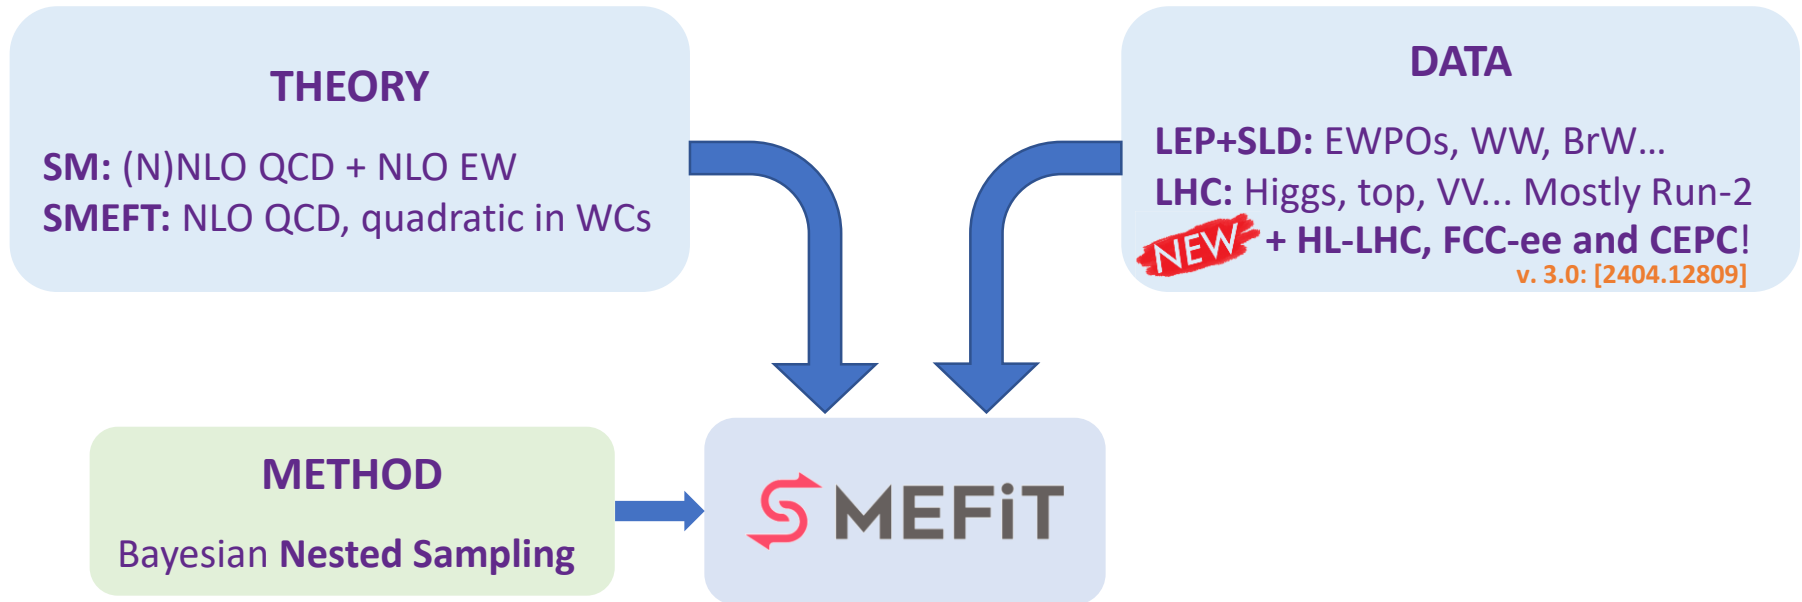 THEORY
SM: (N)NLO QCD + NLO EW
SMEFT: NLO QCD, quadratic in WCs
DATA
LEP+SLD: EWPOs, WW, BrW...
LHC: Higgs, top, VV... Mostly Run-2
NEW + HL-LHC, FCC-ee and CEPC!
v. 3.0: [2404.12809]
METHOD
Bayesian Nested Sampling
SMEFiT